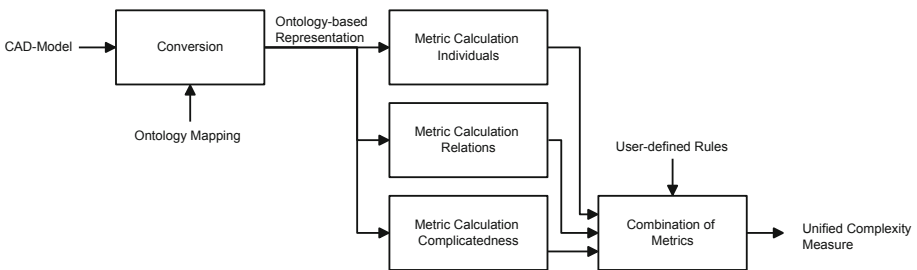 CAD-Model
Conversion
Ontology Mapping
Ontology-based
Representation
Metric Calculation
Individuals
Metric Calculation
Relations
Metric Calculation
Complicatedness
User-defined Rules
Combination of
Metrics
Unified Complexity
Measure